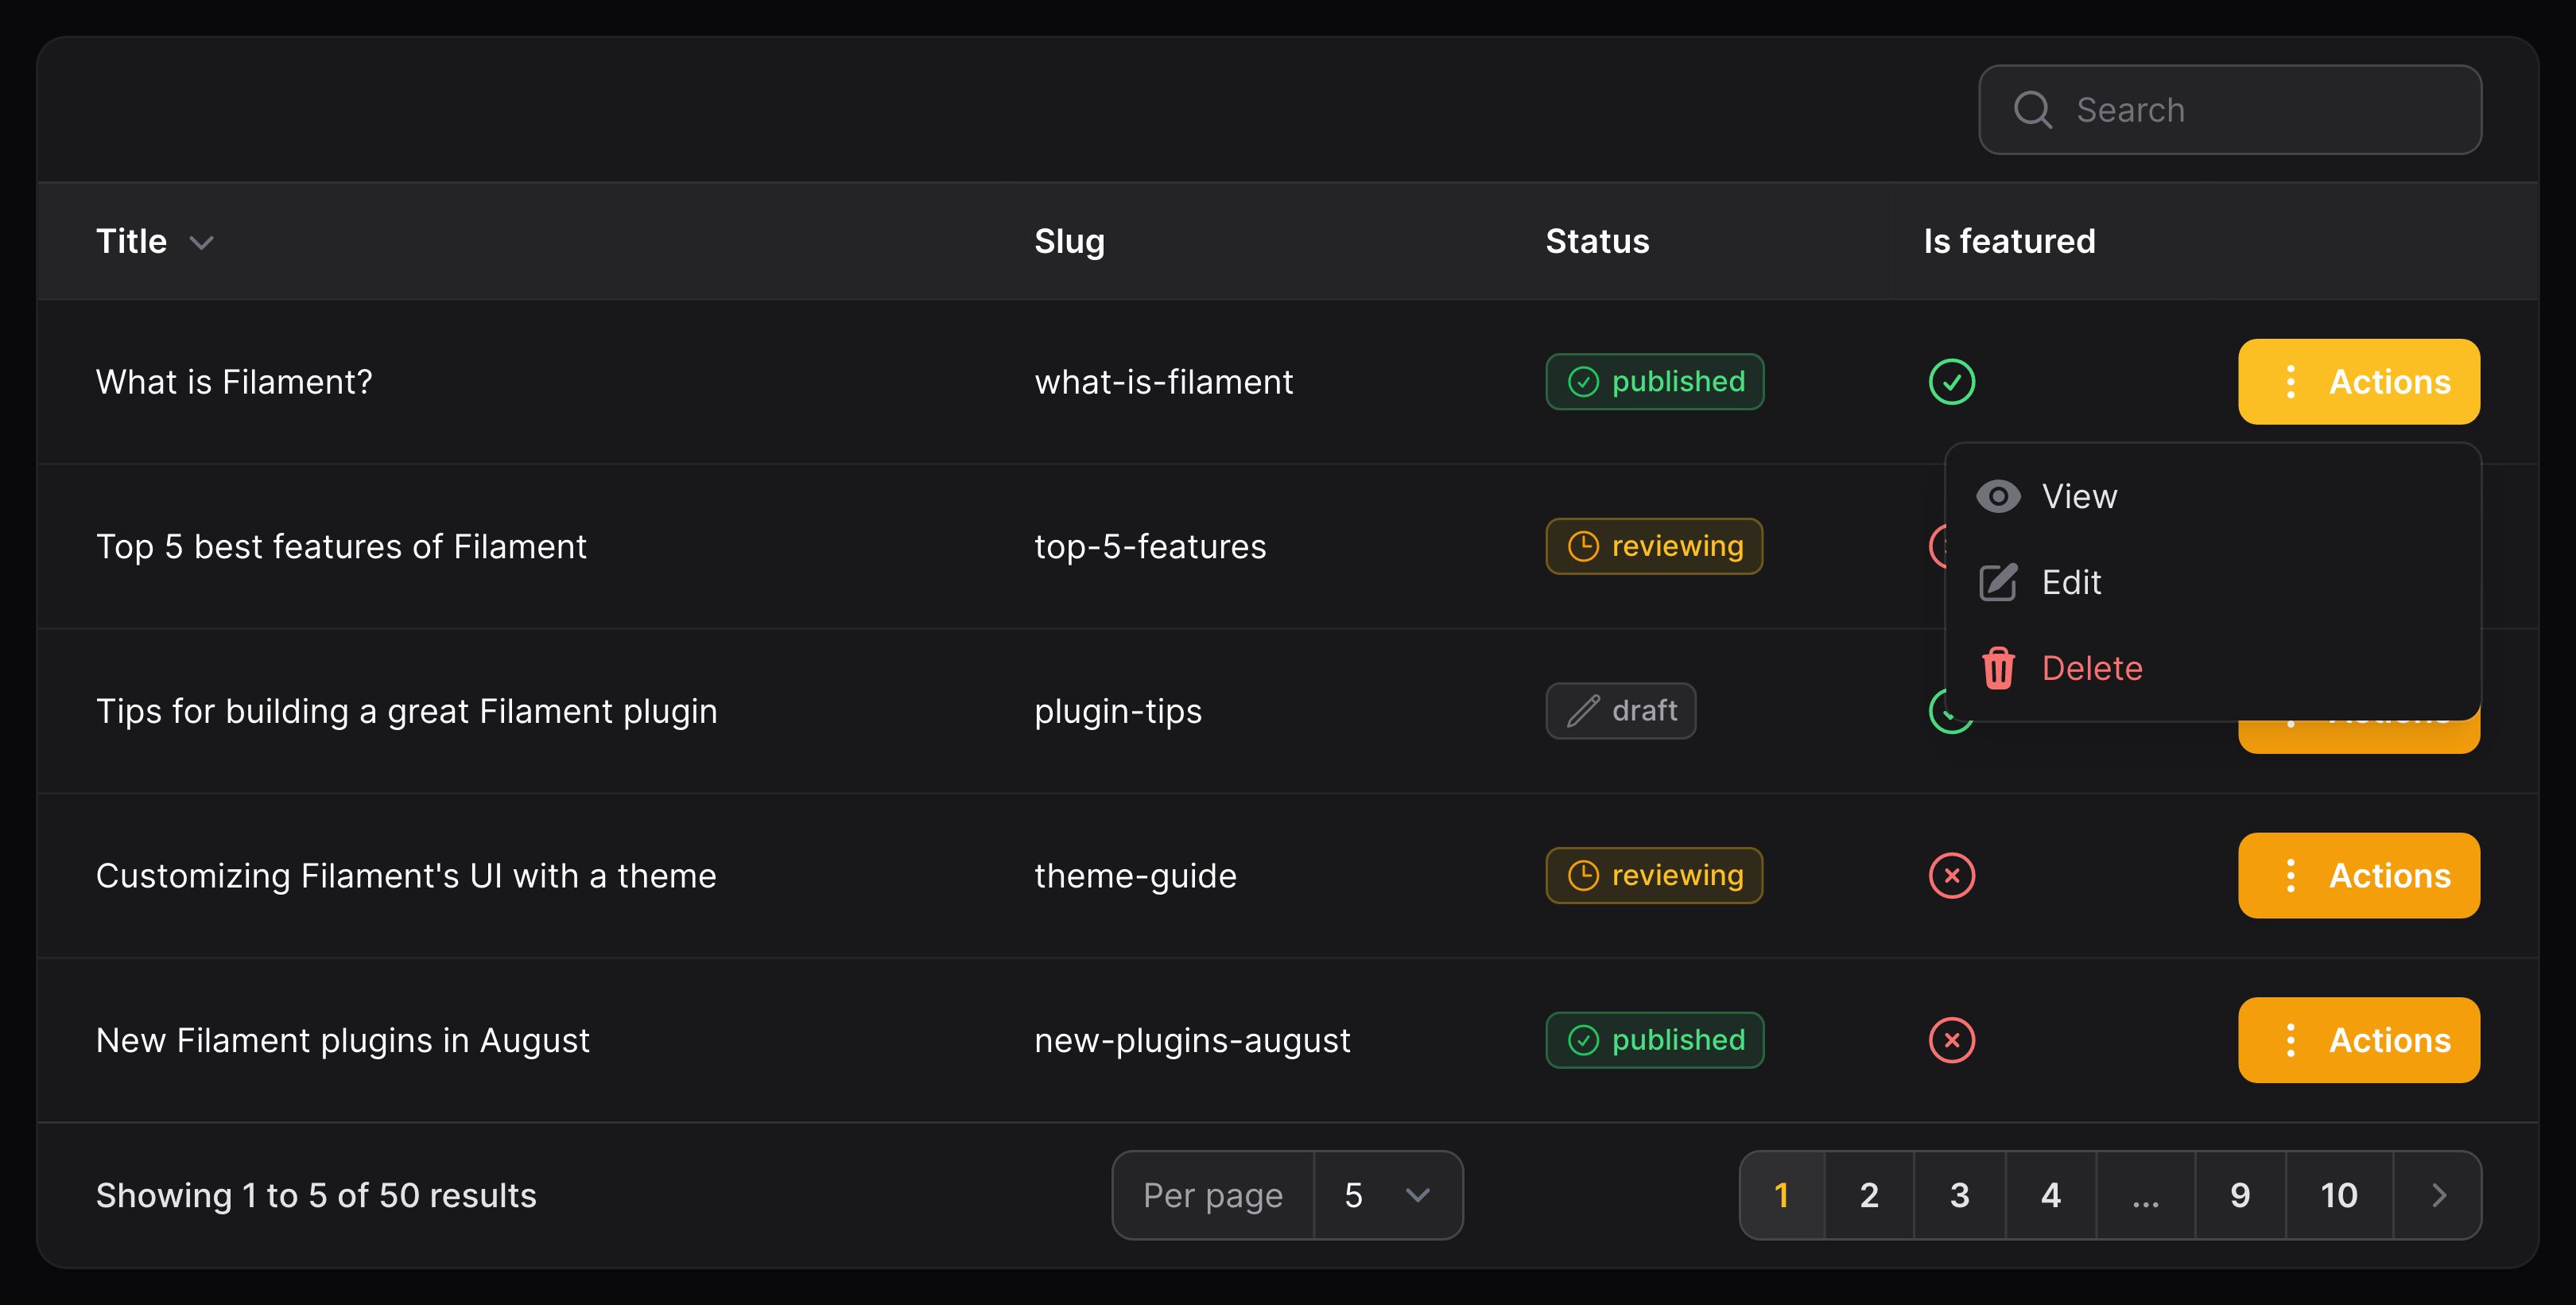 Search
Title Slug Status Is featured
What is Filament? what-is-filament published Actions
View
Top 5 best features of Filament top-5-features reviewing
Edit
Delete
Tips for building a great Filament plugin plugin-tips draft
Customizing Filament's UI with a theme theme-guide reviewing Actions
New Filament plugins in August new-plugins-august published Actions
Showing 1 to 5 of 50 results Per page 5 1 2 3 4 ... 9 10